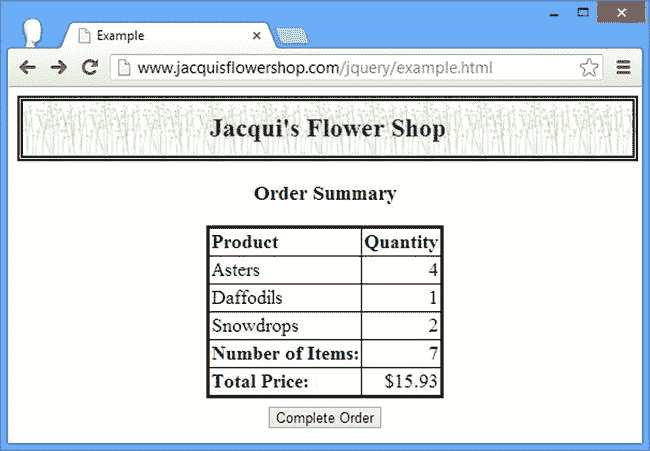 Example
www.jacquisflowershop.com/jquery/example.html
Jacqui's Flower Shop
Order Summary
Product Quantity
Asters 4
Daffodils 1
Snowdrops 2
Number of Items: 7
Total Price: $15.93
Complete Order